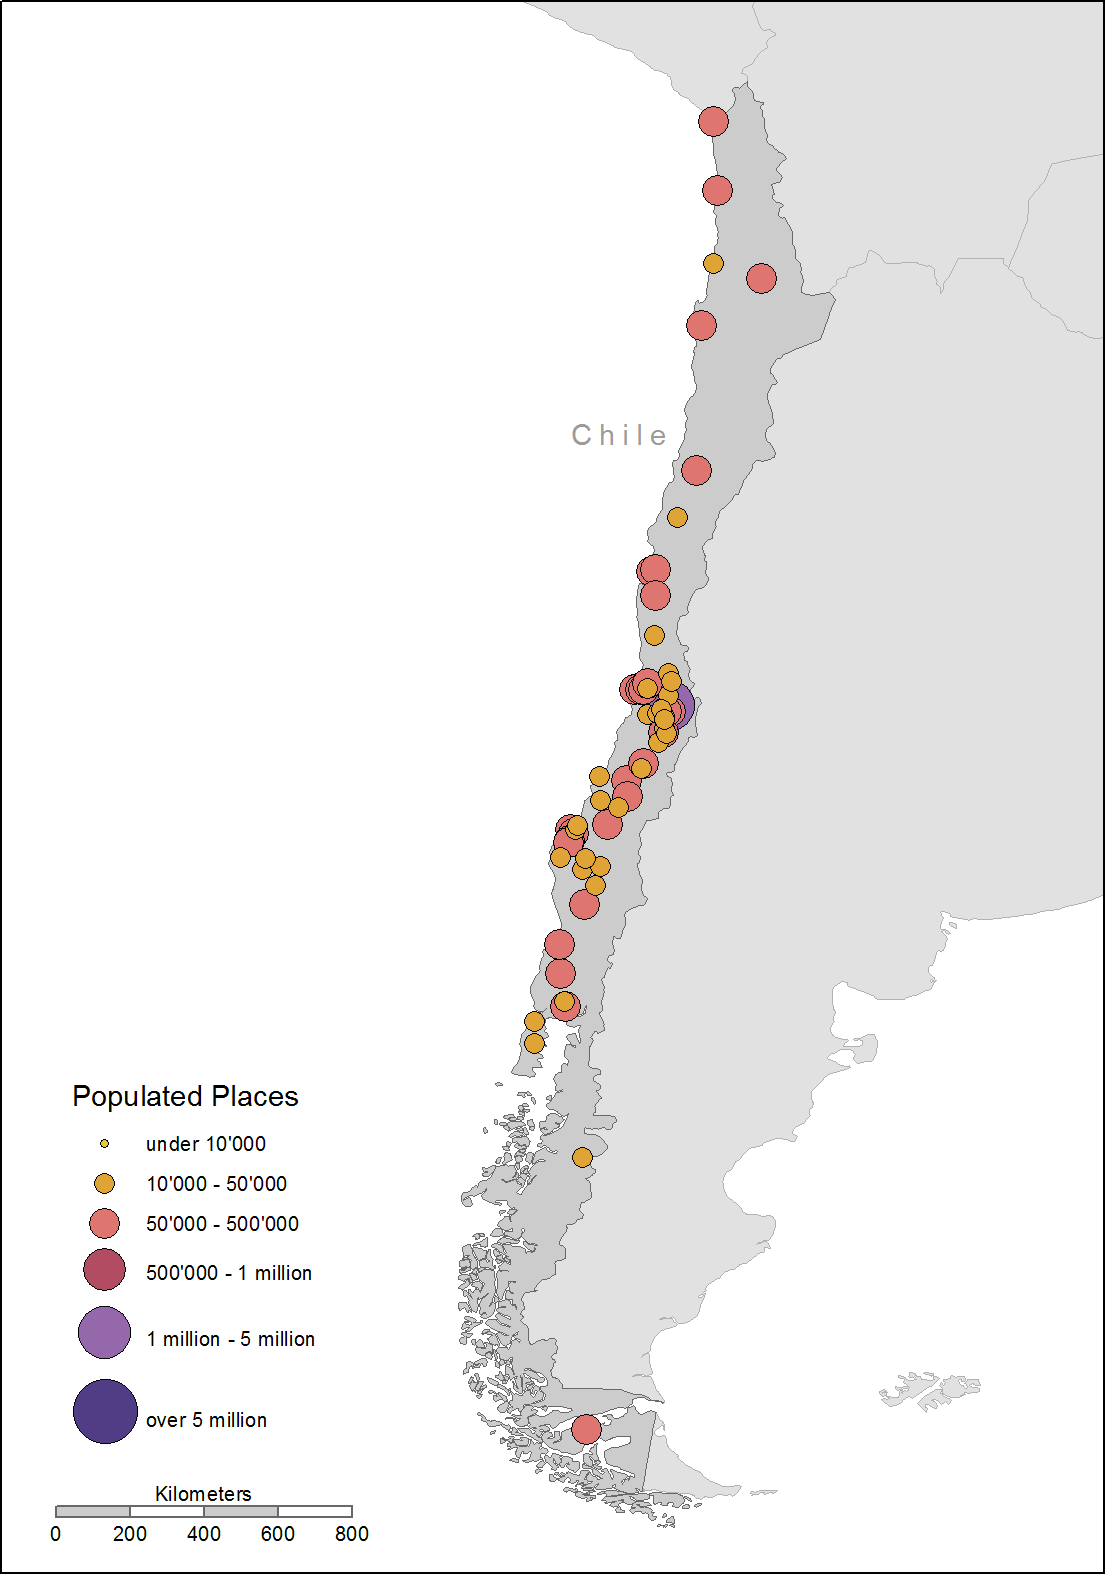 Chile
Populated Places
under 10'000
10'000 - 50'000
50'000 - 500'000
500'000 - 1 million
1 million - 5 million
over 5 million
Kilometers
0 200 400 600 800